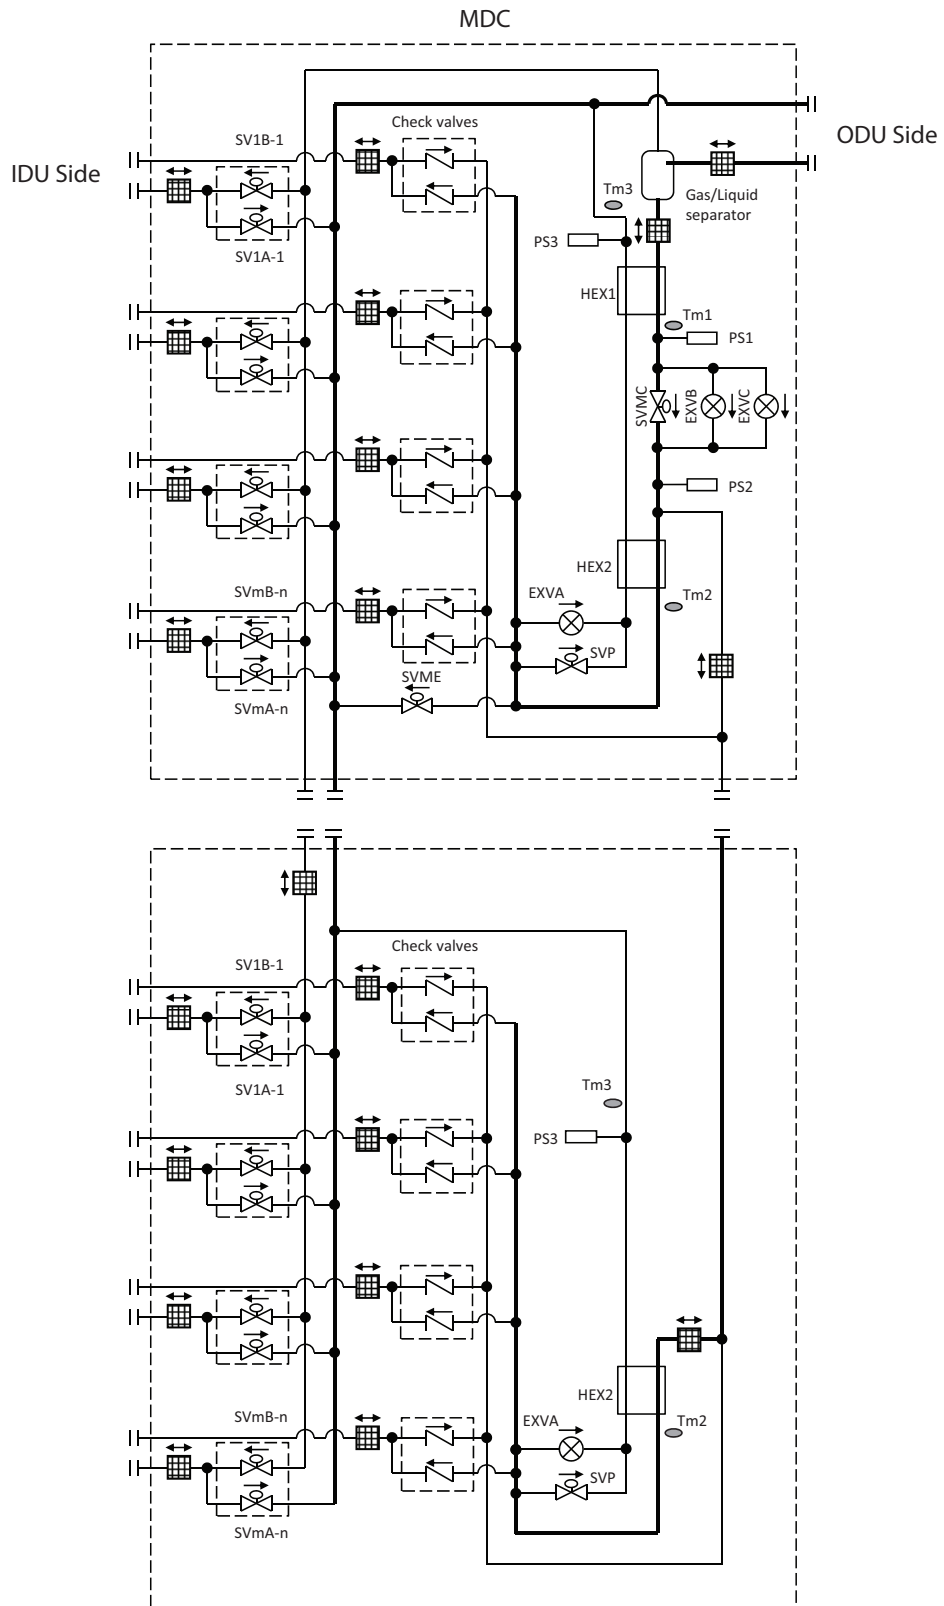 MDC
IDU Side
ODU Side
SV1B-1
Check valves
SV1A-1
Tm3
PS3
Gas/Liquid
separator
HEX1
Tm1
PS1
SVMC
EXVB
EXVC
PS2
HEX2
SVmB-n
EXVA
Tm2
SVP
SVME
SVmA-n
SV1B-1
Check valves
SV1A-1
Tm3
PS3
HEX2
SVmB-n
EXVA
Tm2
SVP
SVmA-n